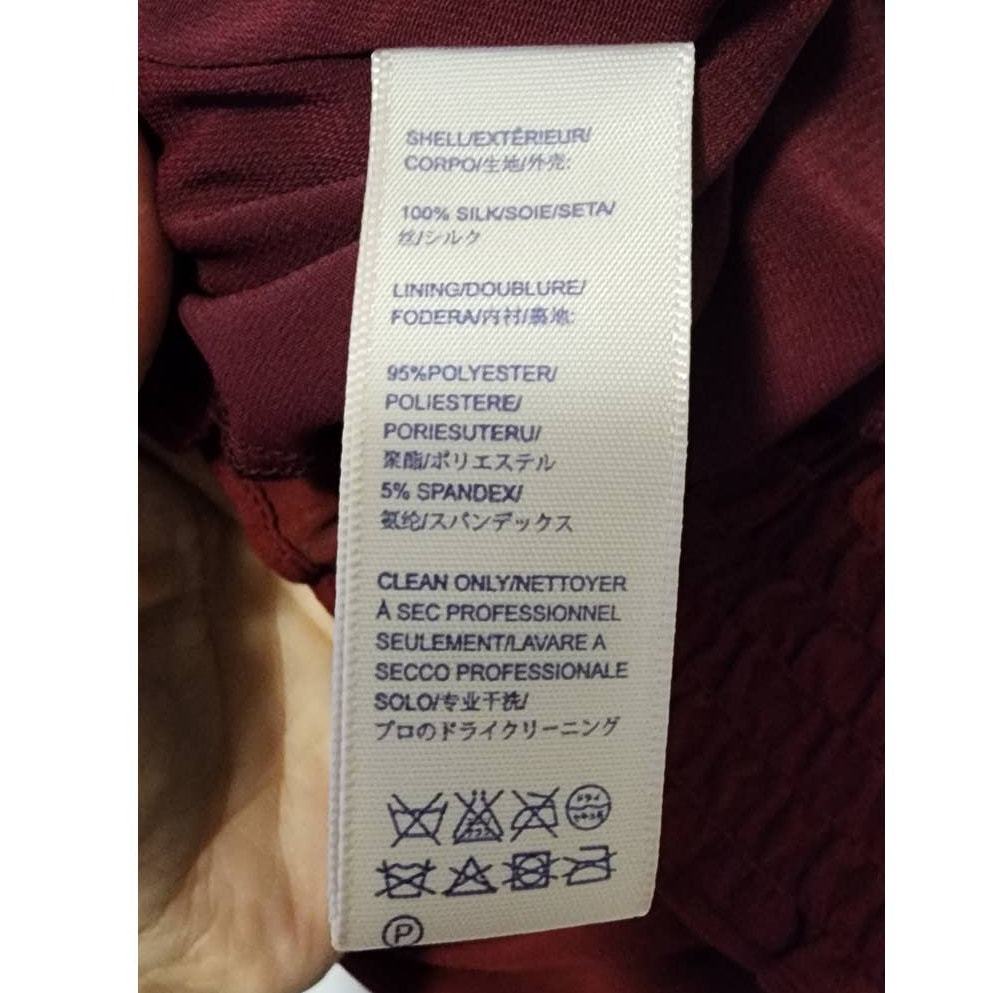 SHELL/EXTÉRIEUR/
CORPO/生地/外壳:
100% SILK/SOIE/SETA/
丝/シルク
LINING/DOUBLURE/
FODERA/内衬/裏地:
95%POLYESTER/
POLIESTERE/
PORIESUTERU/
聚酯/ポリエステル
5% SPANDEX/
氨纶/スパンデックス
CLEAN ONLY/NETTOYER
À SEC PROFESSIONNEL
SEULEMENT/LAVARE A
SECCO PROFESSIONALE
SOLO/专业干洗/
プロのドライクリーニング
ドライ
P